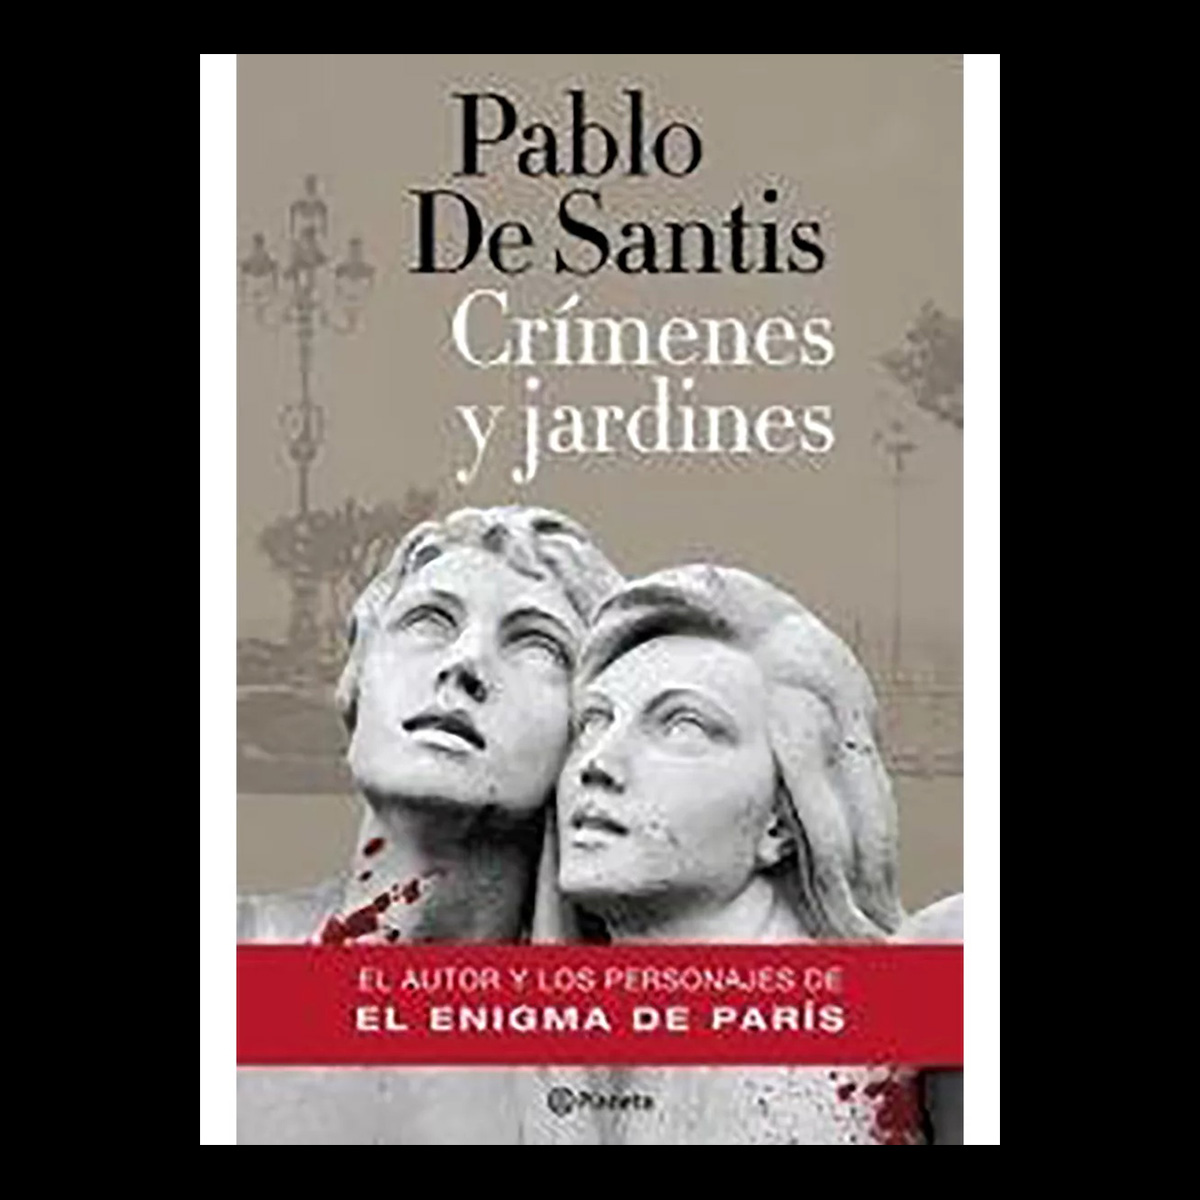 Pablo
De Santis
Crímenes
y jardines
EL AUTOR Y LOS PERSONAJES DE
EL ENIGMA DE PARÍS
Planeta